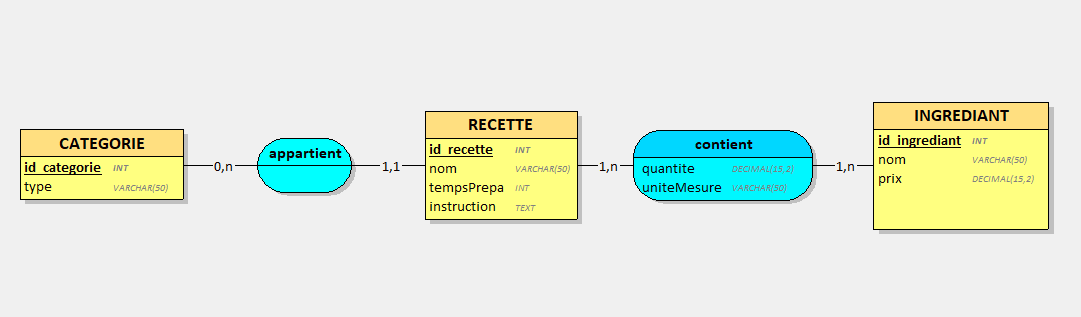 CATEGORIE
id_categorie INT
type VARCHAR(50)
0,n
appartient
1,1
RECETTE
id_recette INT
nom VARCHAR(50)
tempsPrepa INT
instruction TEXT
1,n
contient
quantite DECIMAL(15,2)
uniteMesure VARCHAR(50)
1,n
INGREDIANT
id_ingrediant INT
nom VARCHAR(50)
prix DECIMAL(15,2)